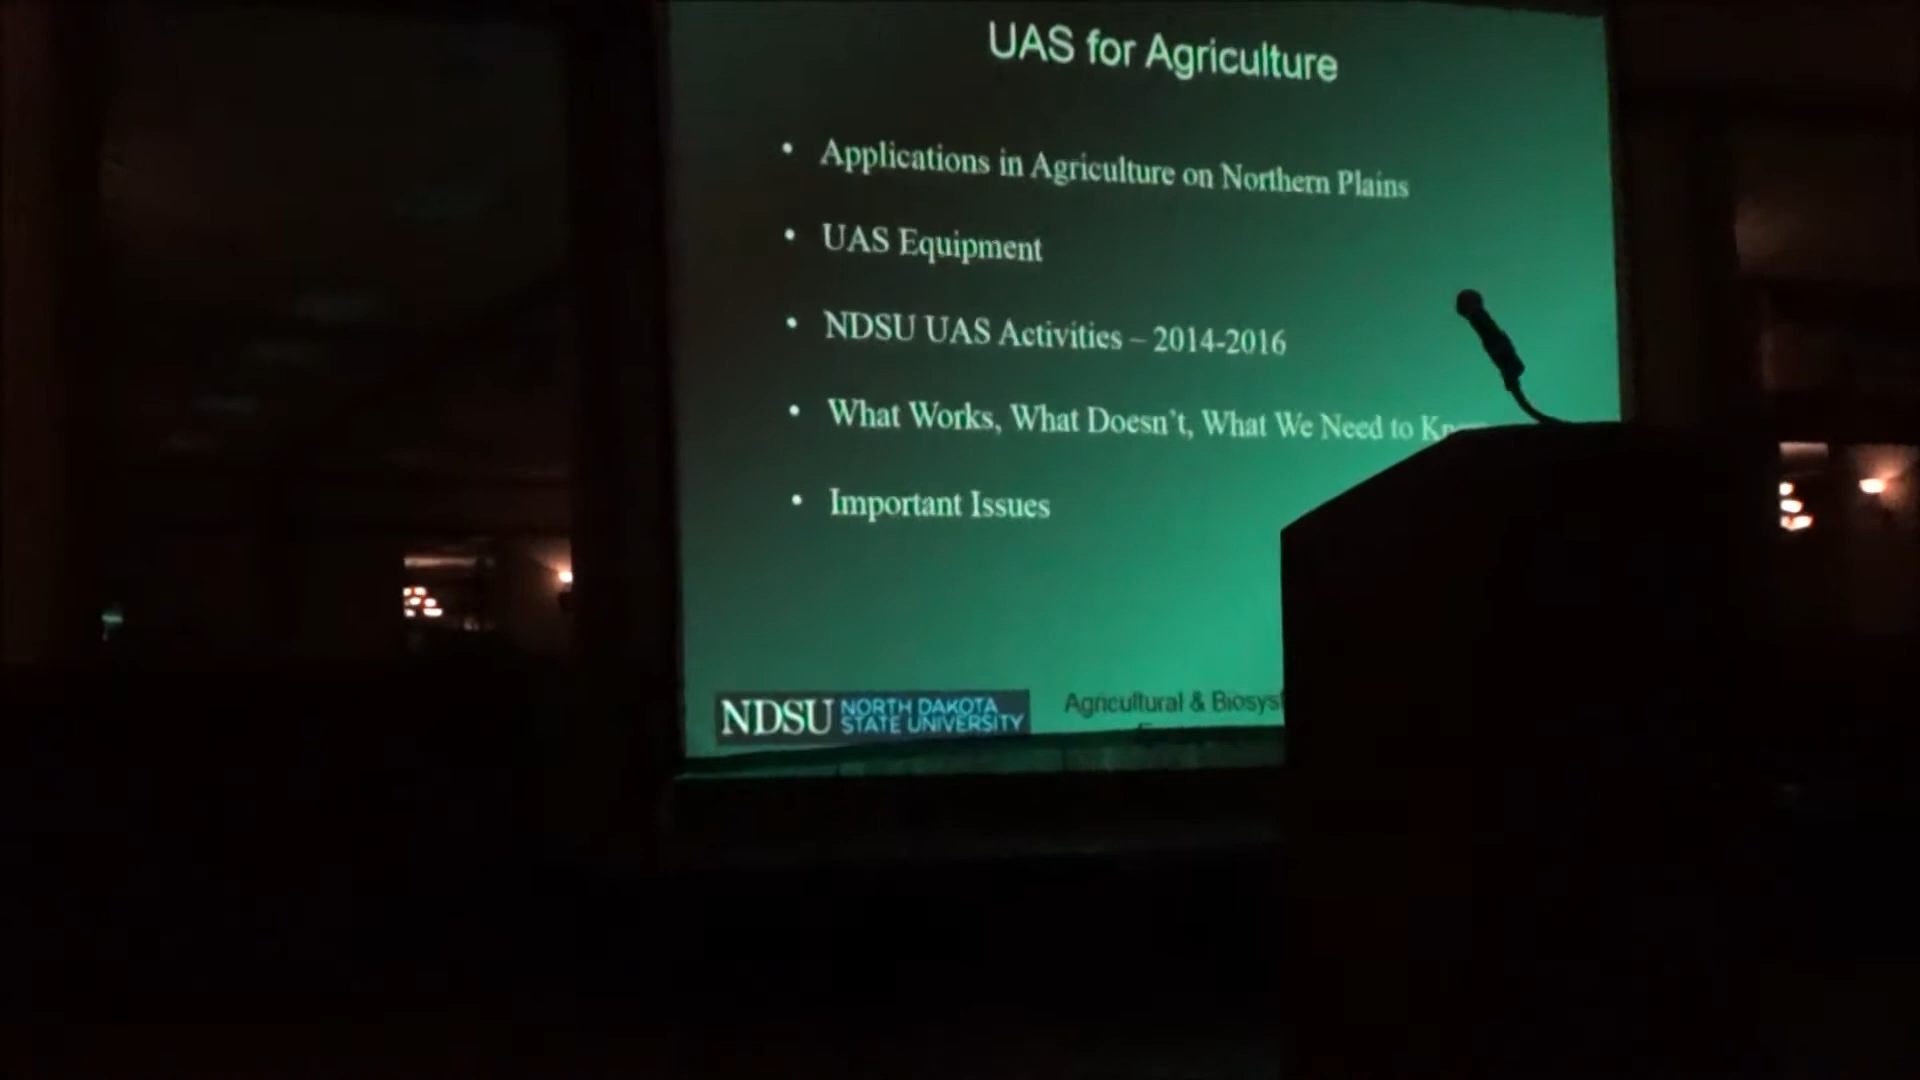 UAS for Agriculture
• Applications in Agriculture on Northern Plains
• UAS Equipment
• NDSU UAS Activities – 2014-2016
• What Works, What Doesn't, What We Need to
• Important Issues
NDSU NORTH DAKOTA
STATE UNIVERSITY
Agricultural &